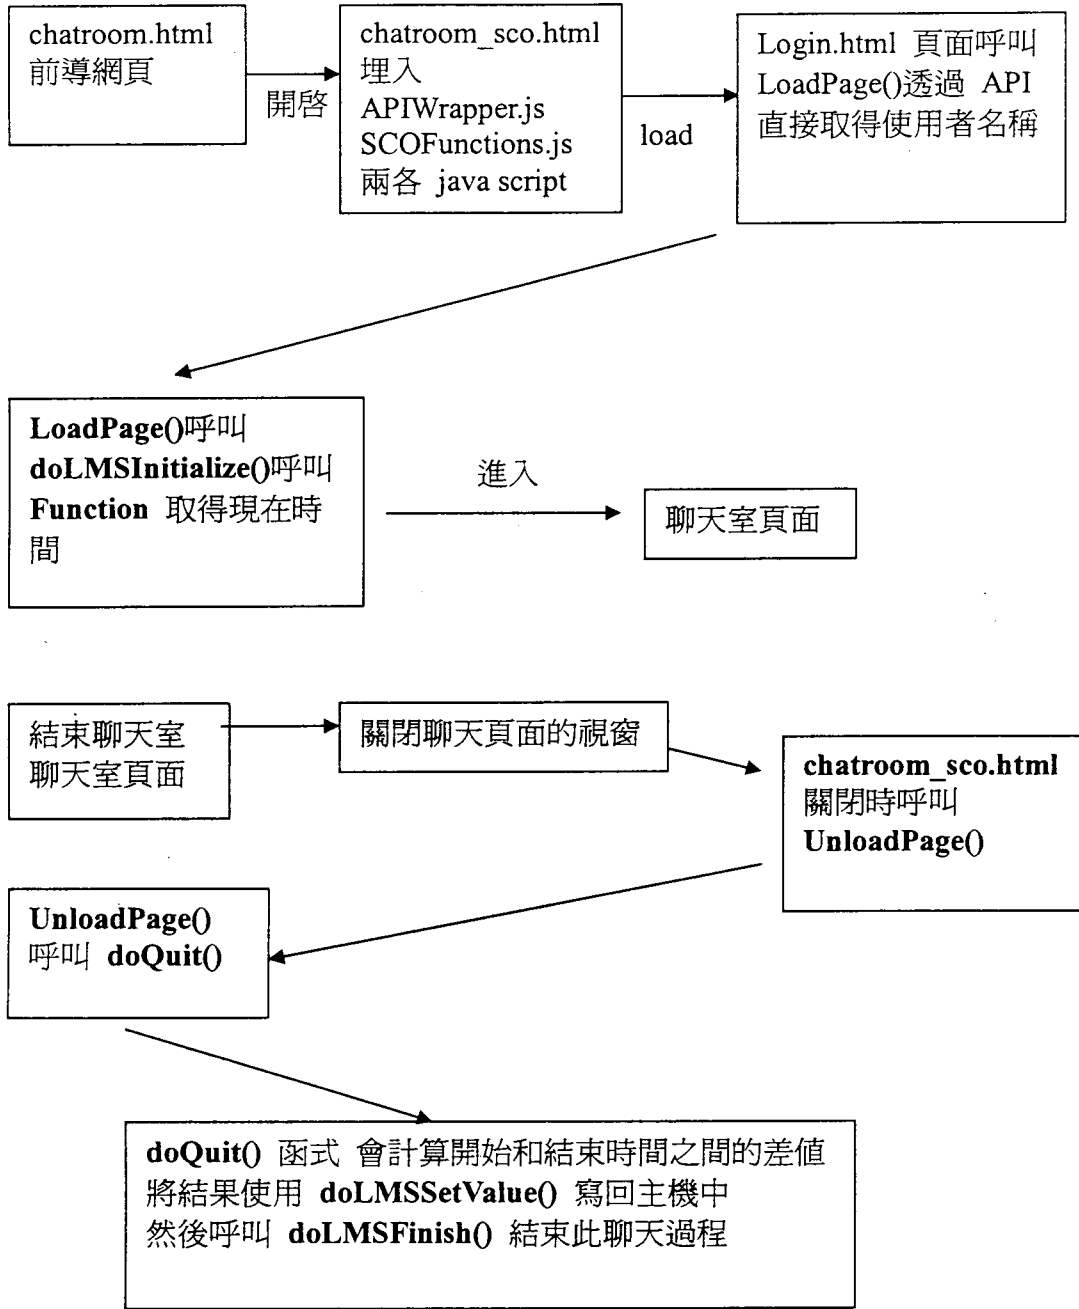 chatroom.html
前導網頁
開啓
chatroom_sco.html
埋入
APIWrapper.js
SCOFunctions.js
兩各 java script
load
Login.html 頁面呼叫
LoadPage()透過 API
直接取得使用者名稱
LoadPage()呼叫
doLMSInitialize()呼叫
Function 取得現在時
間
進入
聊天室頁面
結束聊天室
聊天室頁面
關閉聊天頁面的視窗
chatroom_sco.html
關閉時呼叫
UnloadPage()
UnloadPage()
呼叫 doQuit()
doQuit() 函式 會計算開始和結束時間之間的差値
將結果使用 doLMSSetValue() 寫回主機中
然後呼叫 doLMSFinish() 結束此聊天過程